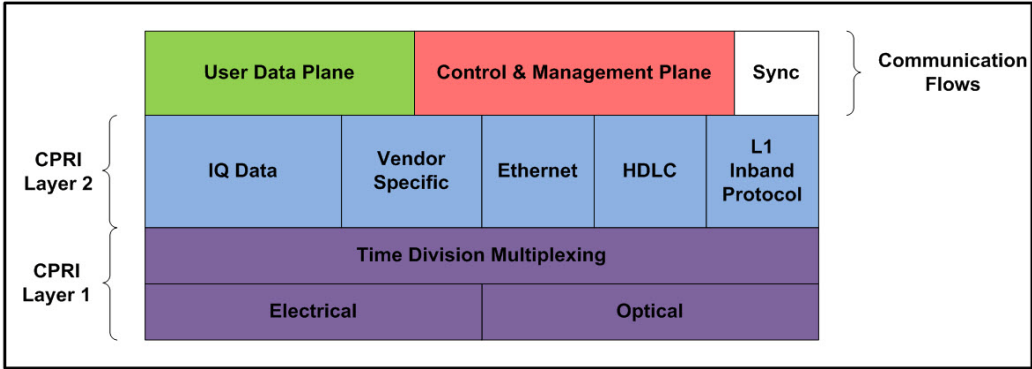 User Data Plane
Control & Management Plane
Sync
Communication
Flows
CPRI
Layer 2
IQ Data
Vendor
Specific
Ethernet
HDLC
L1
Inband
Protocol
CPRI
Layer 1
Time Division Multiplexing
Electrical
Optical